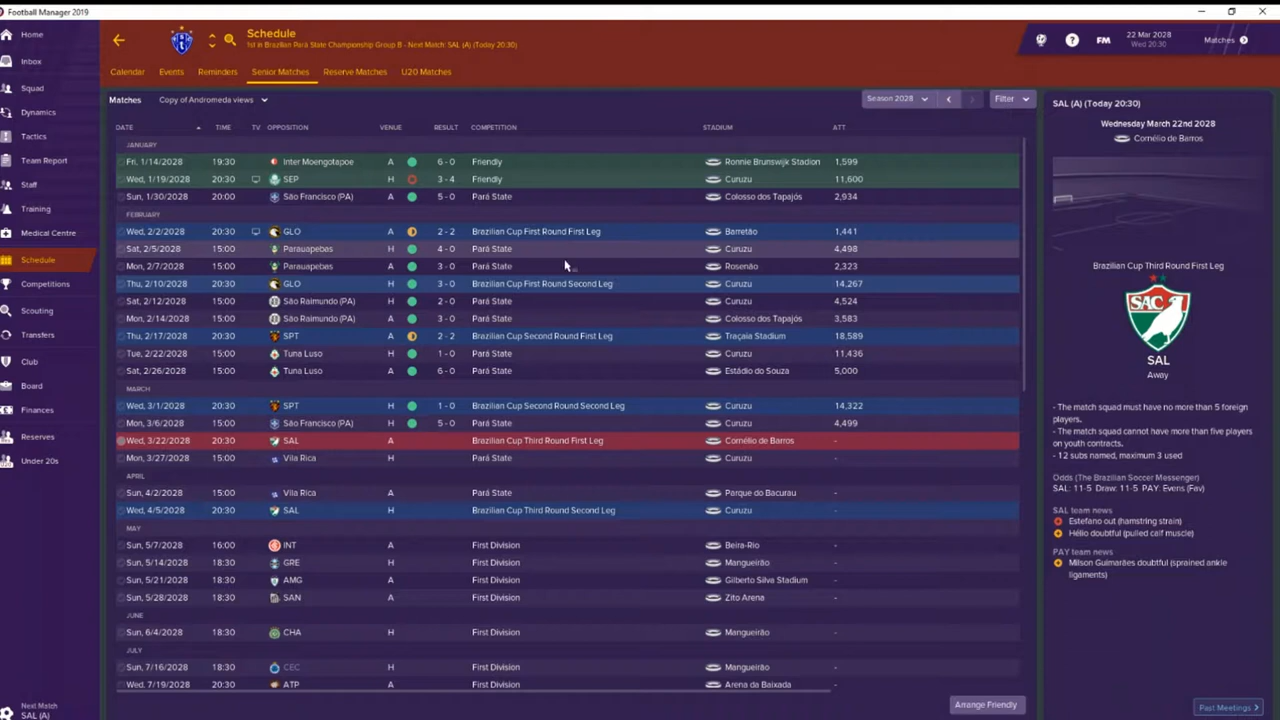 Football Manager 2019
Home
Inbox
Squad
Dynamics
Tactics
Team Report
Staff
Training
Medical Centre
Schedule
Competitions
Scouting
Transfers
Club
Board
Finances
Reserves
Under 20s
Next Match
SAL (A)
Schedule
1st in Brazilian Pará State Championship Group B - Next Match: SAL (A) (Today 20:30)
22 Mar 2028
Wed 20:30
FM
Matches
Calendar Events Reminders Senior Matches Reserve Matches U20 Matches
Matches Copy of Andromeda views Season 2028 Filter
DATE TIME TV OPPOSITION VENUE RESULT COMPETITION STADIUM ATT
JANUARY
Fri, 1/14/2028 19:30 Inter Moengotapoe A 6 - 0 Friendly Ronnie Brunswijk Stadion 1,599
Wed, 1/19/2028 20:30 SEP H 3 - 4 Friendly Curuzu 11,600
Sun, 1/30/2028 20:00 São Francisco (PA) A 5 - 0 Pará State Colosso dos Tapajós 2,934
FEBRUARY
Wed, 2/2/2028 20:30 GLO A 2 - 2 Brazilian Cup First Round First Leg Barretão 1,441
Sat, 2/5/2028 15:00 Parauapebas H 4 - 0 Pará State Curuzu 4,498
Mon, 2/7/2028 15:00 Parauapebas A 3 - 0 Pará State Rosenão 2,323
Thu, 2/10/2028 20:30 GLO H 3 - 0 Brazilian Cup First Round Second Leg Curuzu 14,267
Sat, 2/12/2028 15:00 São Raimundo (PA) H 2 - 0 Pará State Curuzu 4,524
Mon, 2/14/2028 15:00 São Raimundo (PA) A 3 - 0 Pará State Colosso dos Tapajós 3,583
Thu, 2/17/2028 20:30 SPT A 2 - 2 Brazilian Cup Second Round First Leg Traçaia Stadium 18,589
Tue, 2/22/2028 15:00 Tuna Luso H 1 - 0 Pará State Curuzu 11,436
Sat, 2/26/2028 15:00 Tuna Luso A 6 - 0 Pará State Estádio do Souza 5,000
MARCH
Wed, 3/1/2028 20:30 SPT H 1 - 0 Brazilian Cup Second Round Second Leg Curuzu 14,322
Mon, 3/6/2028 15:00 São Francisco (PA) H 5 - 0 Pará State Curuzu 4,499
Wed, 3/22/2028 20:30 SAL A Brazilian Cup Third Round First Leg Cornélio de Barros -
Mon, 3/27/2028 15:00 Vila Rica H Pará State Curuzu -
APRIL
Sun, 4/2/2028 15:00 Vila Rica A Pará State Parque do Bacurau -
Wed, 4/5/2028 20:30 SAL H Brazilian Cup Third Round Second Leg Curuzu -
MAY
Sun, 5/7/2028 16:00 INT A First Division Beira-Rio -
Sun, 5/14/2028 18:30 GRE H First Division Mangueirão -
Sun, 5/21/2028 18:30 AMG A First Division Gilberto Silva Stadium -
Sun, 5/28/2028 18:30 SAN A First Division Zito Arena -
JUNE
Sun, 6/4/2028 18:30 CHA H First Division Mangueirão -
JULY
Sun, 7/16/2028 18:30 CEC H First Division Mangueirão -
Wed, 7/19/2028 20:30 ATP A First Division Arena da Baixada -
Arrange Friendly
SAL (A) (Today 20:30)
Wednesday March 22nd 2028
Cornélio de Barros
Brazilian Cup Third Round First Leg
SAC
SAL
Away
- The match squad must have no more than 5 foreign
players.
- The match squad cannot have more than five players
on youth contracts.
- 12 subs named, maximum 3 used
Odds (The Brazilian Soccer Messenger)
SAL: 11-5 Draw: 11-5 PAY: Evens (Fav)
SAL team news
Estefano out (hamstring strain)
Hélio doubtful (pulled calf muscle)
PAY team news
Milson Guimarães doubtful (sprained ankle
ligaments)
Past Meetings